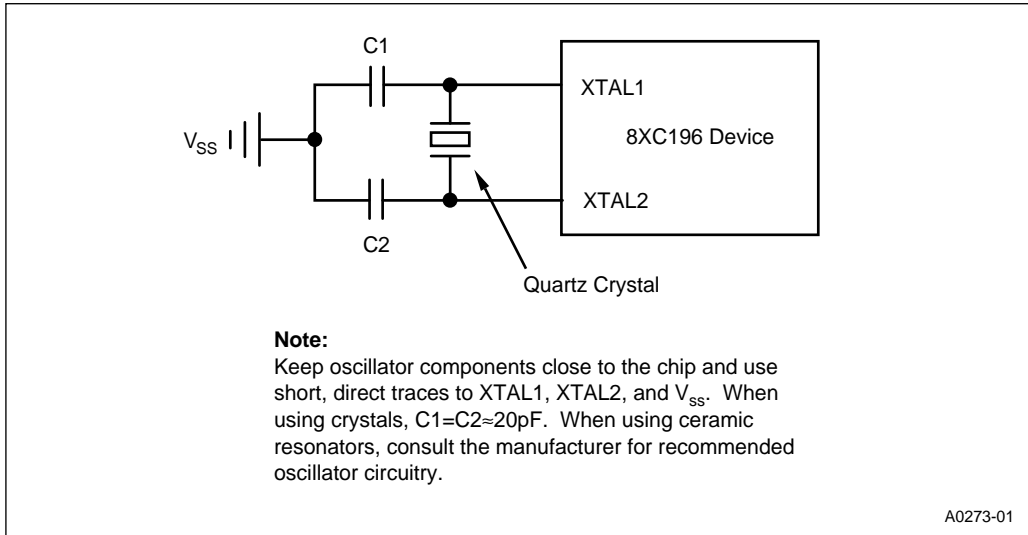 C1
XTAL1
V_SS
8XC196 Device
XTAL2
C2
Quartz Crystal
Note:
Keep oscillator components close to the chip and use
short, direct traces to XTAL1, XTAL2, and V_ss. When
using crystals, C1=C2≈20pF. When using ceramic
resonators, consult the manufacturer for recommended
oscillator circuitry.
A0273-01